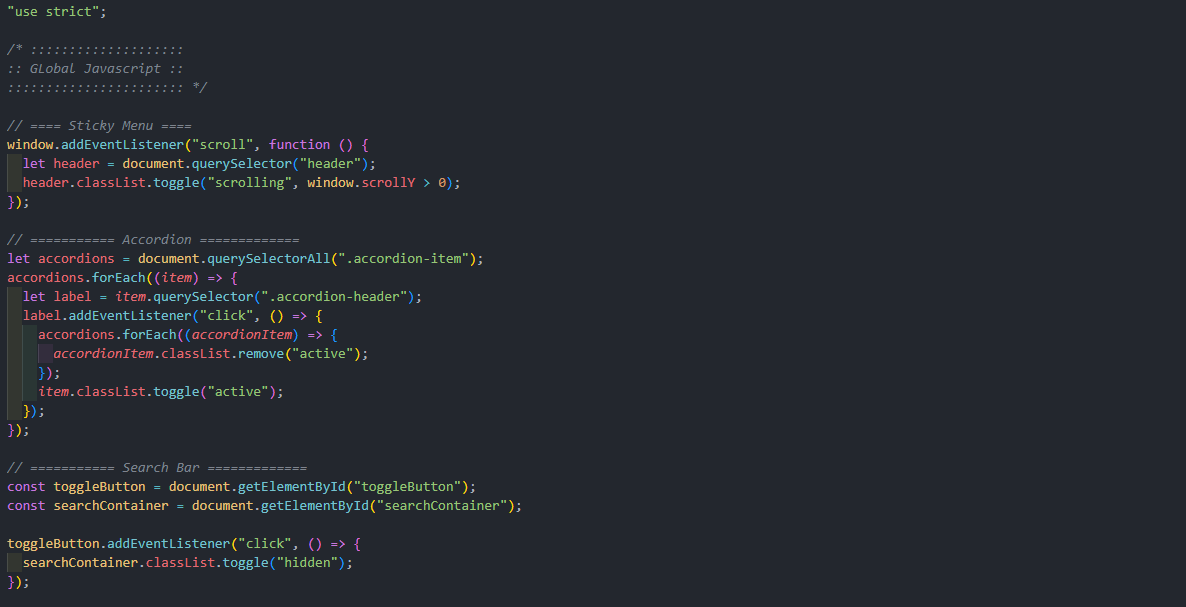 "use strict";
/* ::::::::::::::::::::
:: GLobal Javascript ::
::::::::::::::::::::::: */
// ==== Sticky Menu ====
window.addEventListener("scroll", function () {
let header = document.querySelector("header");
header.classList.toggle("scrolling", window.scrollY > 0);
});
// =========== Accordion =============
let accordions = document.querySelectorAll(".accordion-item");
accordions.forEach((item) => {
let label = item.querySelector(".accordion-header");
label.addEventListener("click", () => {
accordions.forEach((accordionItem) => {
accordionItem.classList.remove("active");
});
item.classList.toggle("active");
});
});
// =========== Search Bar =============
const toggleButton = document.getElementById("toggleButton");
const searchContainer = document.getElementById("searchContainer");
toggleButton.addEventListener("click", () => {
searchContainer.classList.toggle("hidden");
});